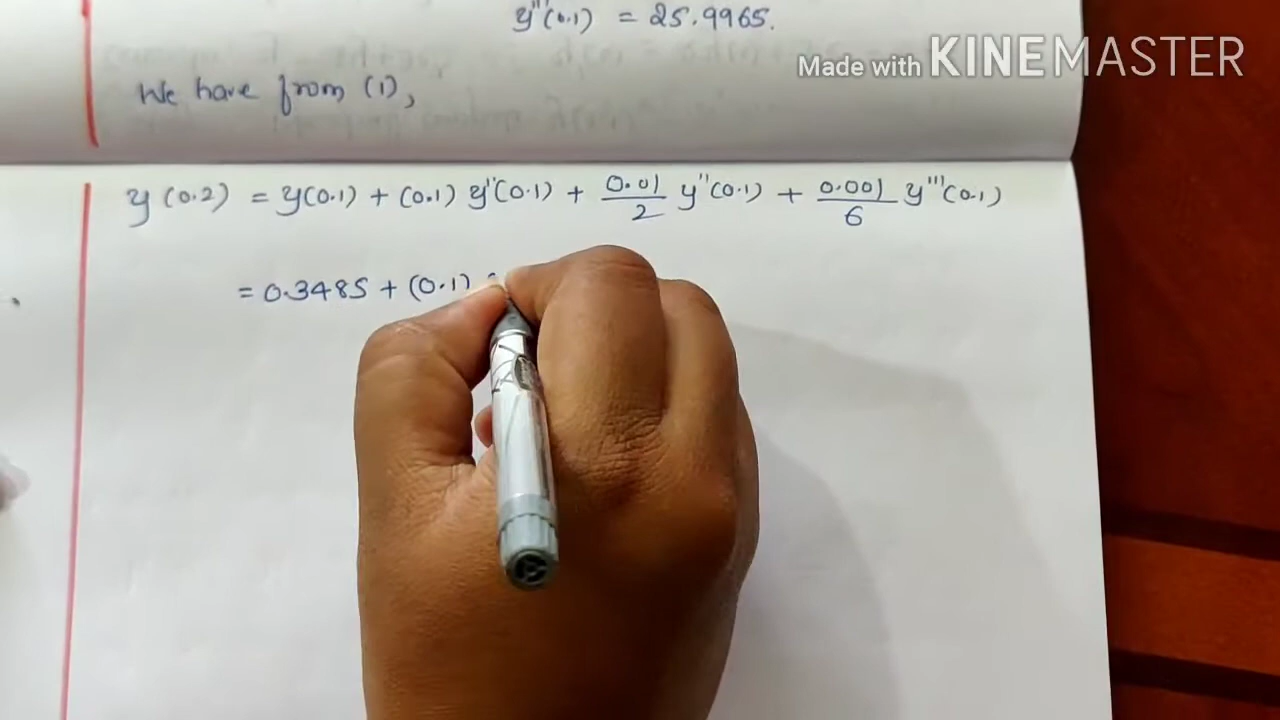 y'''(0.1) = 25.9965.
Made with KINEMASTER
We have from (1),
y(0.2) = y(0.1) + (0.1) y'(0.1) + 0.01/2 y''(0.1) + 0.001/6 y'''(0.1)
= 0.3485 + (0.1)